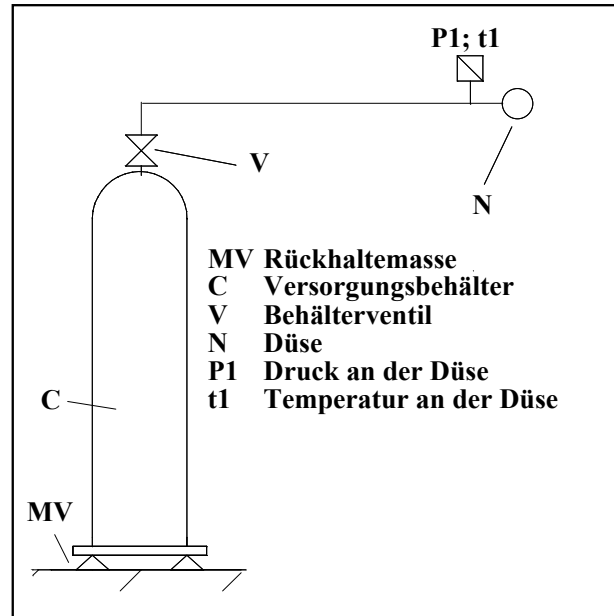 P1; t1
V
N
MV Rückhaltemasse
C Versorgungsbehälter
V Behälterventil
N Düse
P1 Druck an der Düse
t1 Temperatur an der Düse
C
MV